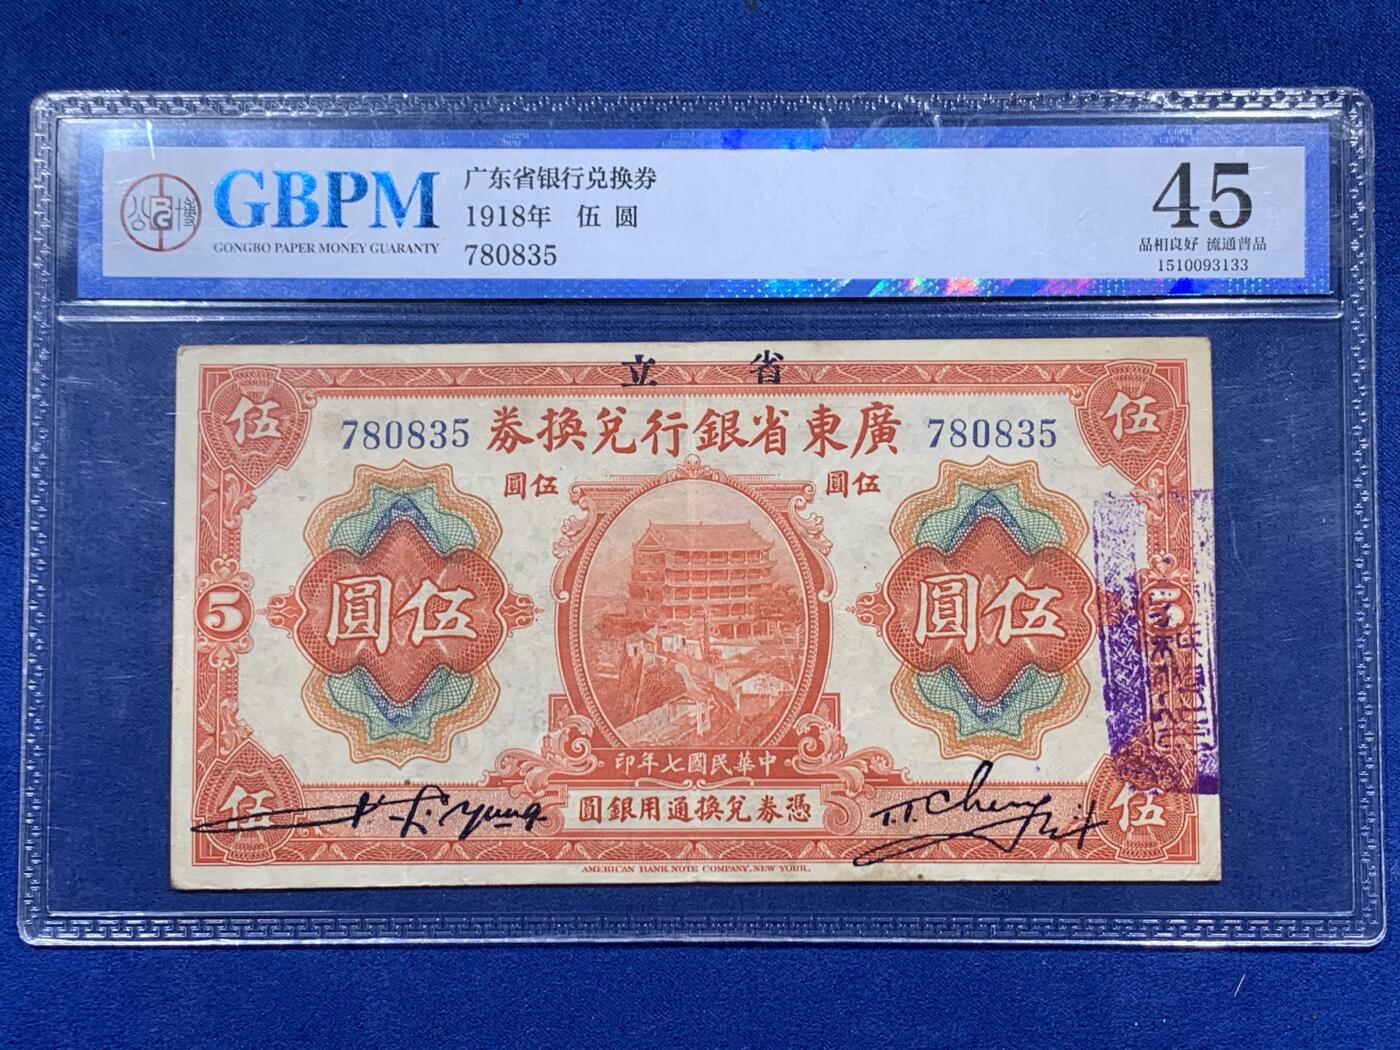 GBPM
GONGBO PAPER MONEY GUARANTY
广东省银行兑换券
1918年 伍 圆
780835
45
品相良好 流通普品
1510093133
省 立
伍
伍
780835
廣東省銀行兌換券
780835
伍圓
伍圓
伍圓
伍圓
5
中華民國七年印
憑券兌換通用銀圓
伍
伍
T.T. Cheng
AMERICAN BANK NOTE COMPANY, NEW YORK.